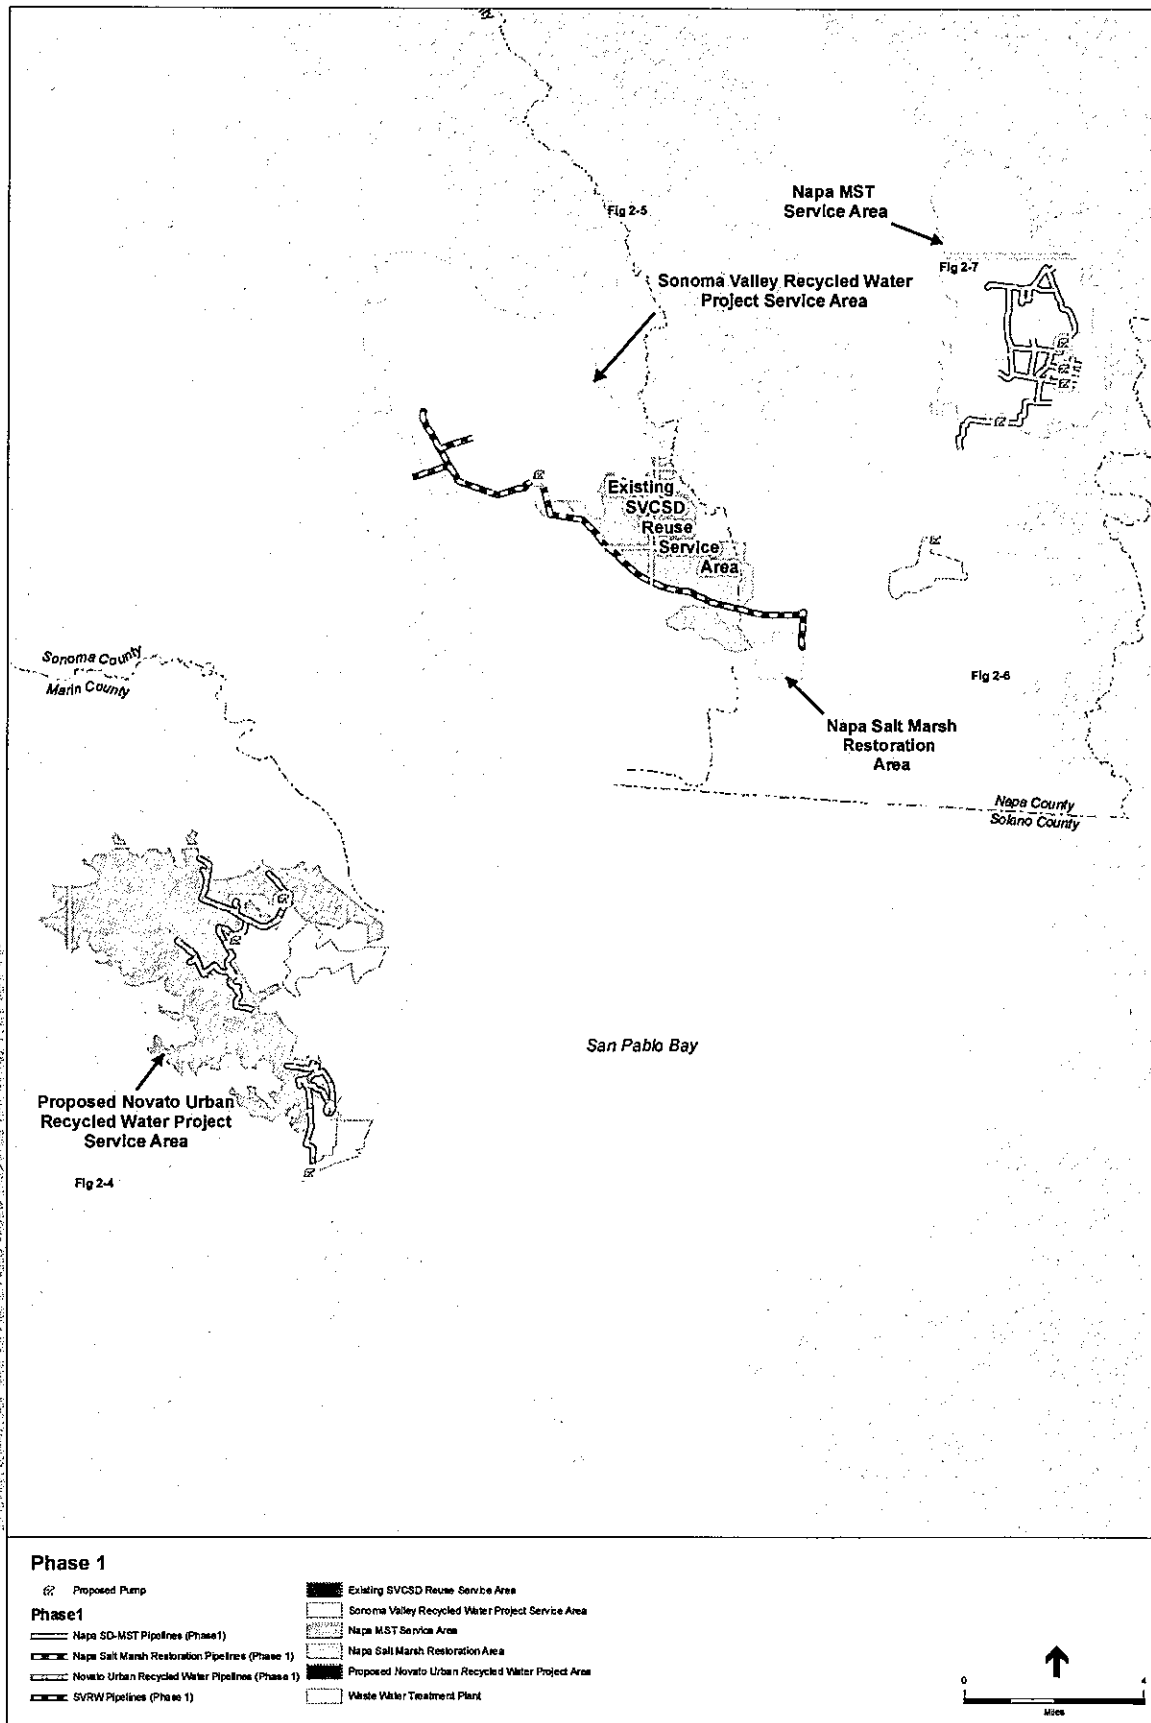 Napa MST
Service Area
Fig 2-5
Fig 2-7
Sonoma Valley Recycled Water
Project Service Area
Existing
SVCSD
Reuse
Service
Area
Sonoma County
Marin County
Fig 2-6
Napa Salt Marsh
Restoration
Area
Napa County
Solano County
San Pablo Bay
Proposed Novato Urban
Recycled Water Project
Service Area
Fig 2-4
Phase 1
Proposed Pump
Phase1
Napa SD-MST Pipelines (Phase1)
Napa Salt Marsh Restoration Pipelines (Phase 1)
Novato Urban Recycled Water Pipelines (Phase 1)
SVRW Pipelines (Phase 1)
Existing SVCSD Reuse Service Area
Sonoma Valley Recycled Water Project Service Area
Napa MST Service Area
Napa Salt Marsh Restoration Area
Proposed Novato Urban Recycled Water Project Area
Waste Water Treatment Plant
0 4
Miles